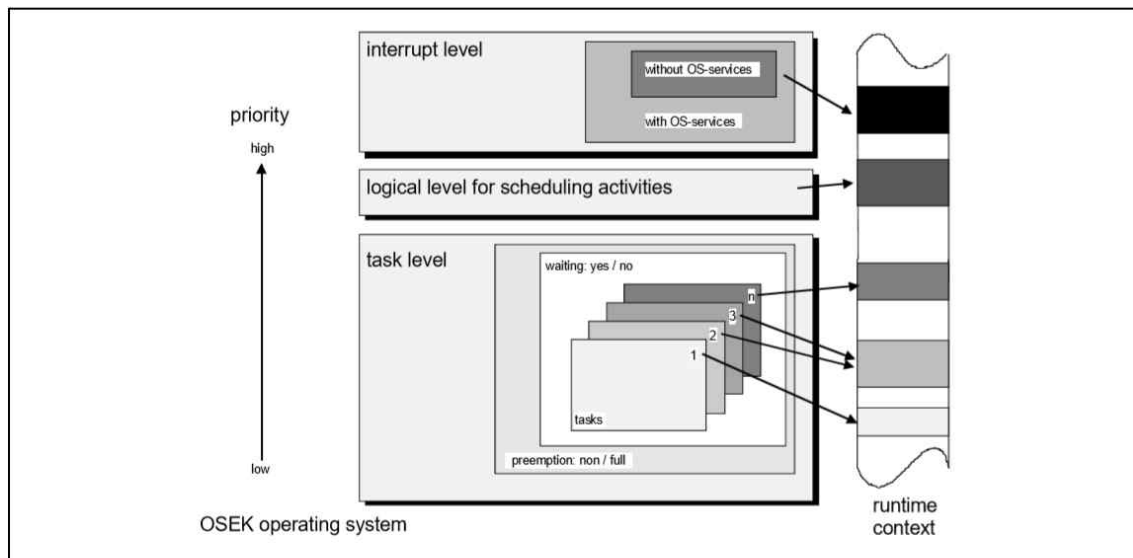 interrupt level
without OS-services
with OS-services
priority
high
logical level for scheduling activities
task level
waiting: yes / no
n
3
2
1
tasks
preemption: non / full
low
OSEK operating system
runtime
context